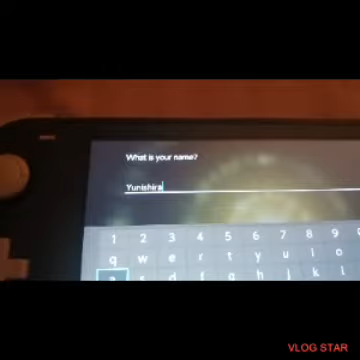 What is your name?
Yunishira
1 2 3 4 5 6 7 8 9
q w e r t y u i o
a s d f g h j k l
VLOG STAR